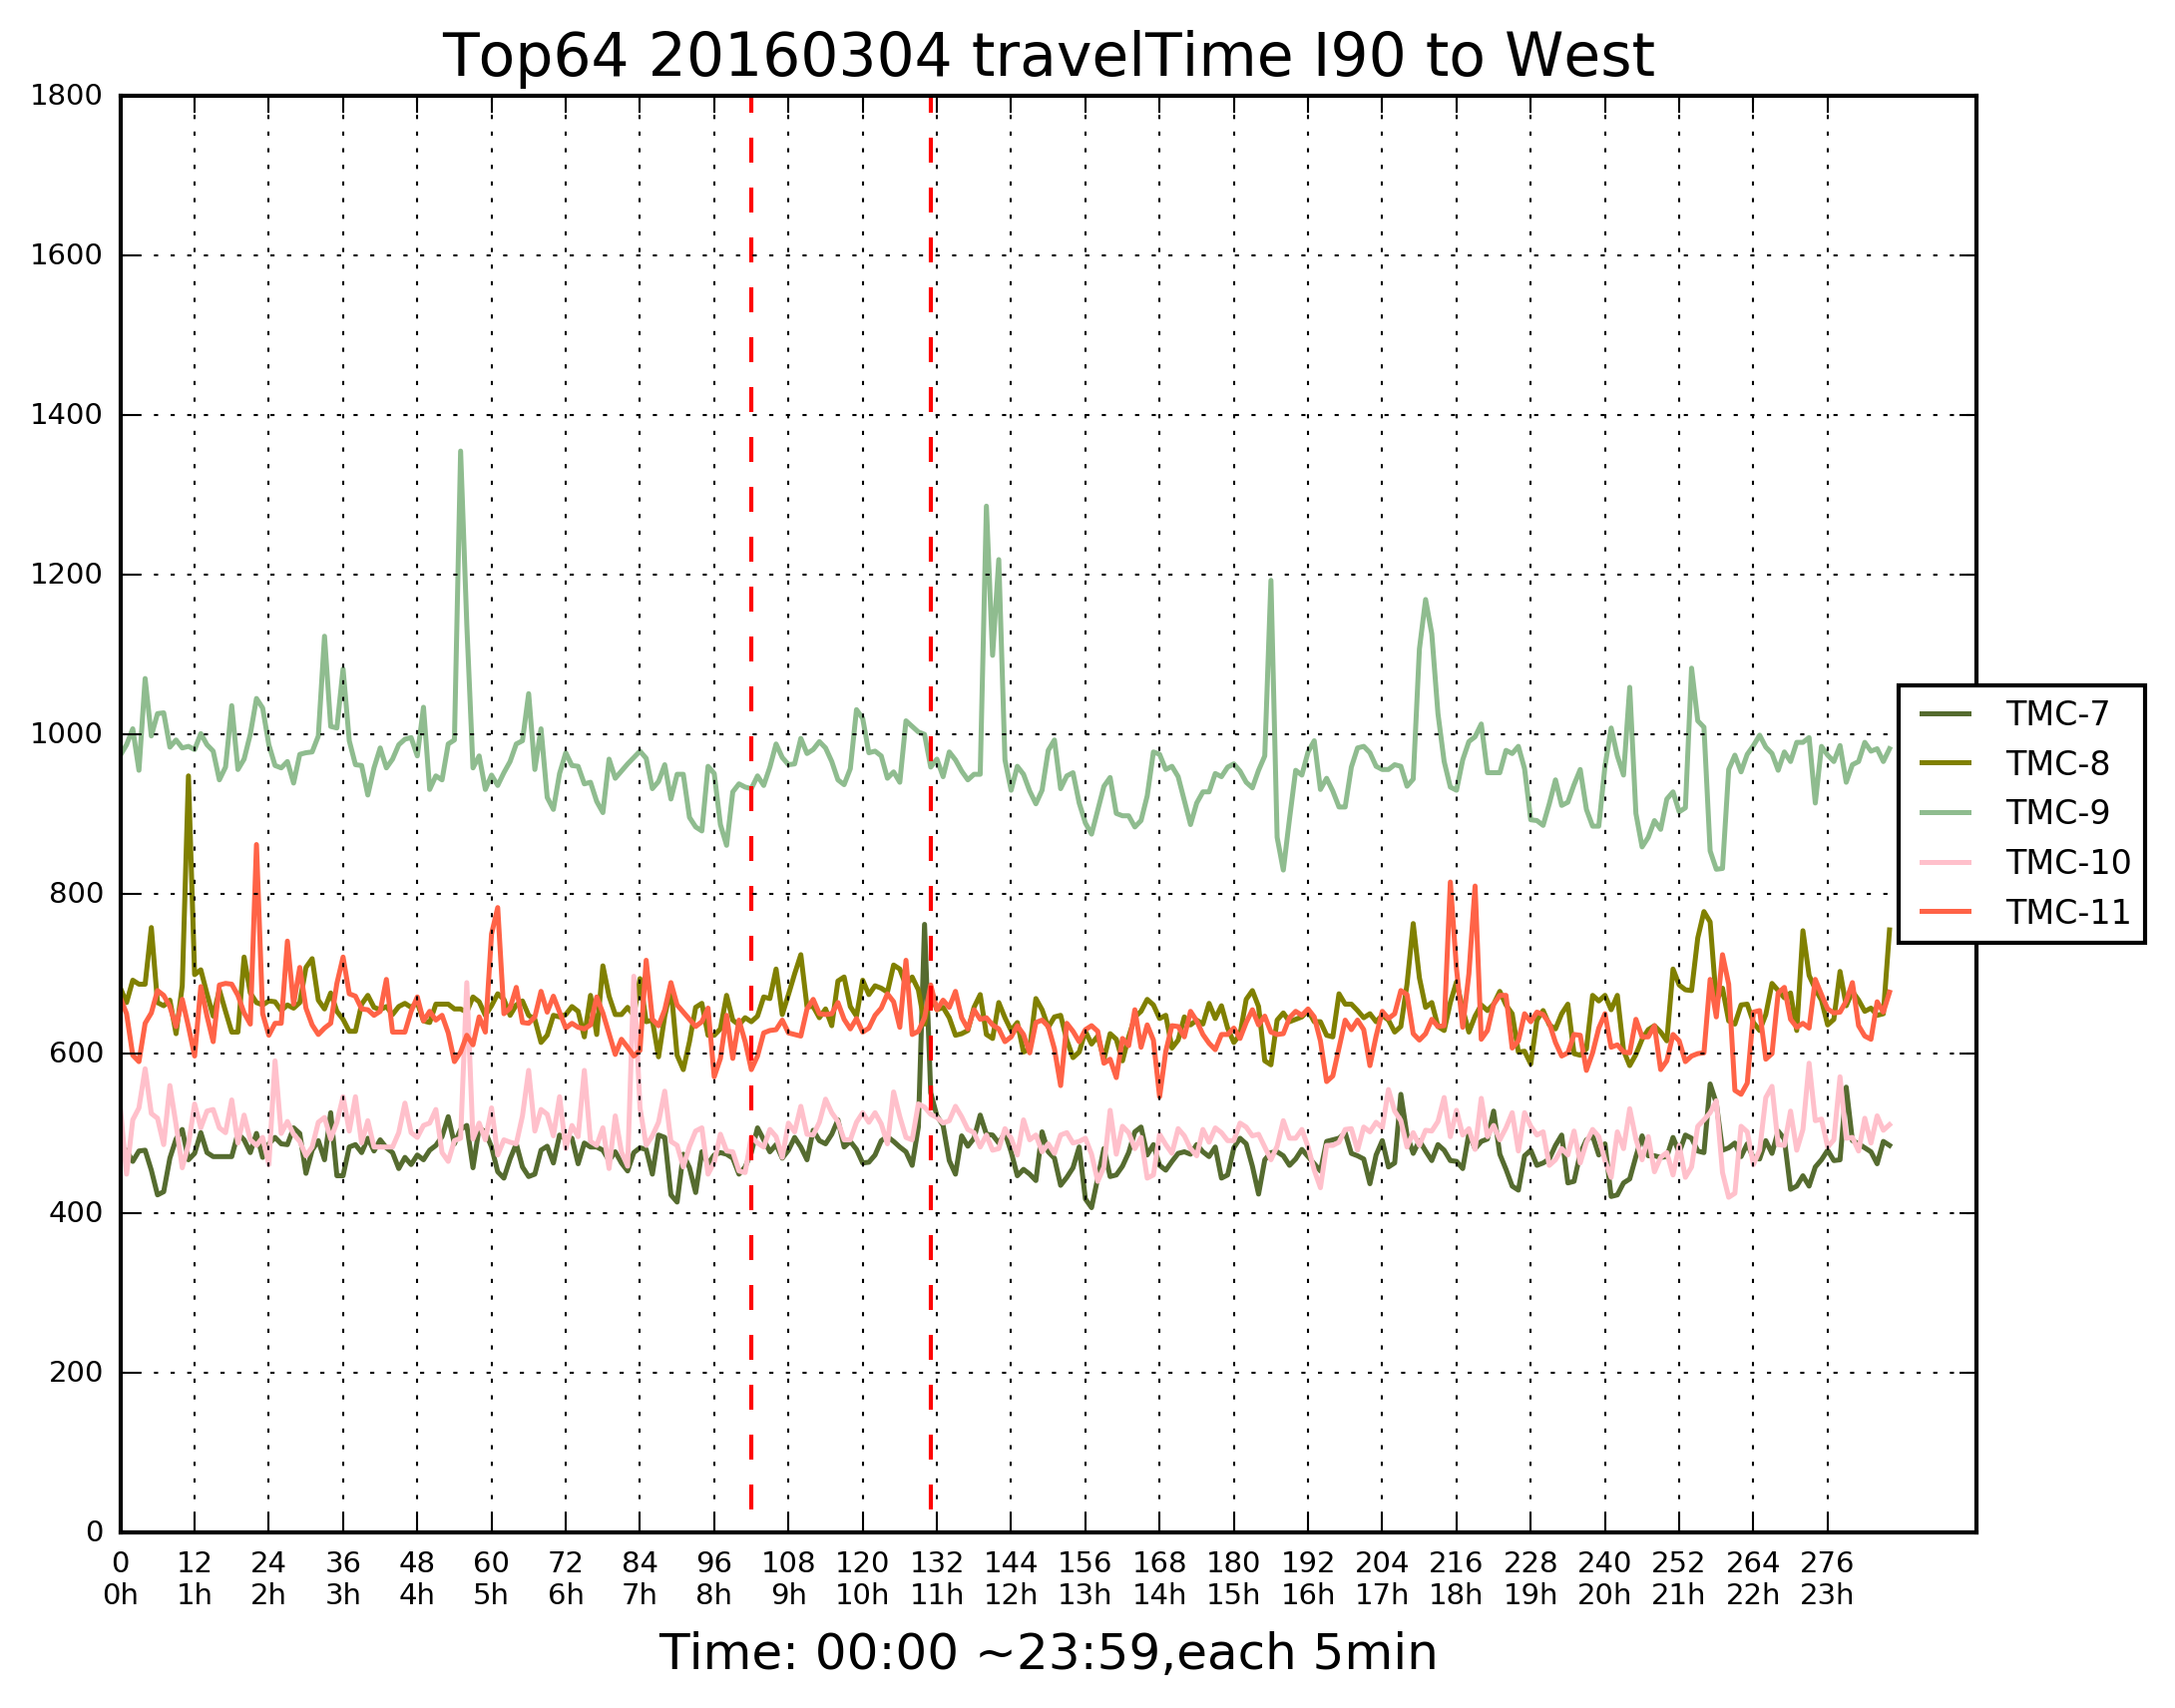 Top64 20160304 travelTime I90 to West
1800
1600
1400
1200
1000
800
600
400
200
0
TMC-7
TMC-8
TMC-9
TMC-10
TMC-11
0 12 24 36 48 60 72 84 96 108 120 132 144 156 168 180 192 204 216 228 240 252 264 276
0h 1h 2h 3h 4h 5h 6h 7h 8h 9h 10h 11h 12h 13h 14h 15h 16h 17h 18h 19h 20h 21h 22h 23h
Time: 00:00 ~23:59,each 5min